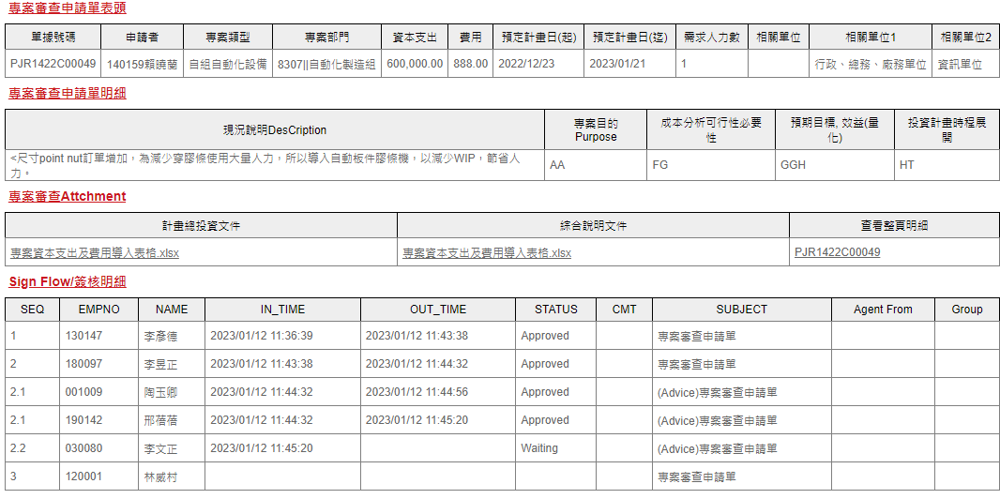 專案審查申請單表頭
單據號碼 申請者 專案類型 專案部門 資本支出 費用 預定計畫日(起) 預定計畫日(迄) 需求人力數 相關單位 相關單位1 相關單位2
PJR1422C00049 140159賴曉蘭 自組自動化設備 8307||自動化製造組 600,000.00 888.00 2022/12/23 2023/01/21 1 行政、總務、廠務單位 資訊單位
專案審查申請單明細
現況說明DesCription 專案目的 Purpose 成本分析可行性必要性 預期目標, 效益(量化) 投資計畫時程展開
<尺寸point nut訂單增加，為減少穿膠條使用大量人力，所以導入自動板件膠條機，以減少WIP，節省人
力。 AA FG GGH HT
專案審查Attchment
計畫總投資文件 綜合說明文件 查看整頁明細
專案資本支出及費用導入表格.xlsx 專案資本支出及費用導入表格.xlsx PJR1422C00049
Sign Flow/簽核明細
SEQ EMPNO NAME IN_TIME OUT_TIME STATUS CMT SUBJECT Agent From Group
1 130147 李彥德 2023/01/12 11:36:39 2023/01/12 11:43:38 Approved 專案審查申請單
2 180097 李昱正 2023/01/12 11:43:38 2023/01/12 11:44:32 Approved 專案審查申請單
2.1 001009 陶玉卿 2023/01/12 11:44:32 2023/01/12 11:44:56 Approved (Advice)專案審查申請單
2.1 190142 邢蓓蓓 2023/01/12 11:44:32 2023/01/12 11:45:20 Approved (Advice)專案審查申請單
2.2 030080 李文正 2023/01/12 11:45:20 Waiting (Advice)專案審查申請單
3 120001 林威村 專案審查申請單